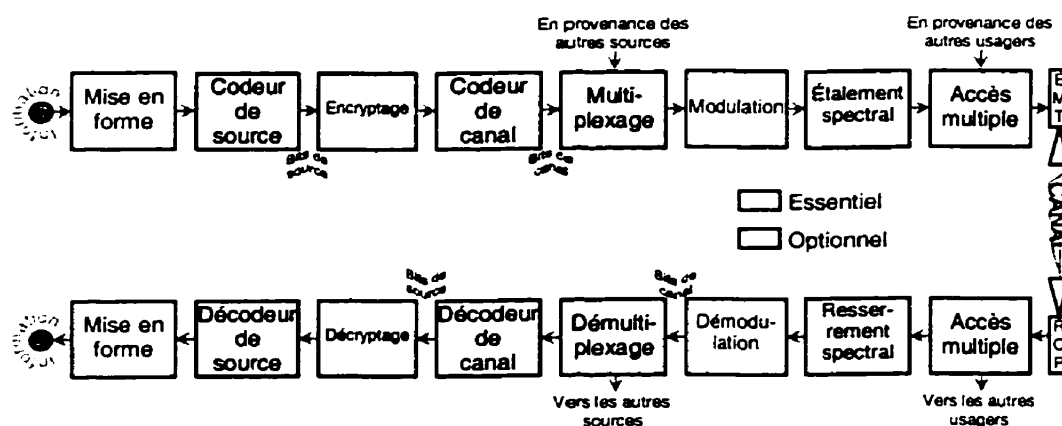 En provenance des
autres sources
En provenance des
autres usagers
Information
Mise en
forme
Codeur
de
source
Encryptage
Codeur
de
canal
Multi-
plexage
Modulation
Étalement
spectral
Accès
multiple
E
M
T
Bits de
source
Bits de
canal
CANAL
Essentiel
Optionnel
Bits de
source
Bits de
canal
Information
Mise en
forme
Décodeur
de
source
Décryptage
Décodeur
de
canal
Démulti-
plexage
Démodu-
lation
Resser-
rement
spectral
Accès
multiple
R
C
P
Vers les autres
sources
Vers les autres
usagers